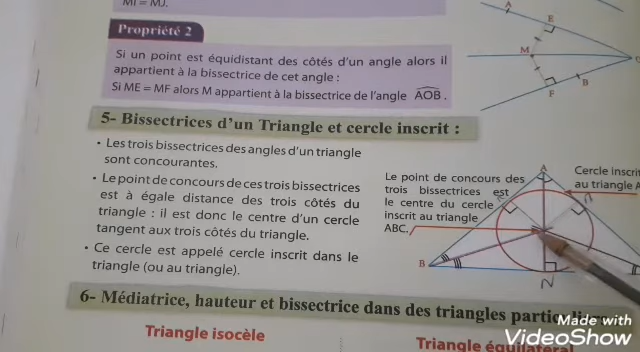 MI = MJ.
Propriété 2
Si un point est équidistant des côtés d'un angle alors il
appartient à la bissectrice de cet angle :
Si ME = MF alors M appartient à la bissectrice de l'angle AOB .
A
E
M
F
B
5- Bissectrices d'un Triangle et cercle inscrit :
• Les trois bissectrices des angles d'un triangle
sont concourantes.
• Le point de concours de ces trois bissectrices
est à égale distance des trois côtés du
triangle : il est donc le centre d'un cercle
tangent aux trois côtés du triangle.
• Ce cercle est appelé cercle inscrit dans le
triangle (ou au triangle).
Le point de concours des
trois bissectrices est
le centre du cercle
inscrit au triangle
ABC.
A
Cercle inscri
au triangle A
B
N
6- Médiatrice, hauteur et bissectrice dans des triangles
Triangle isocèle
Triangle équilatéral
Made with
VideoShow